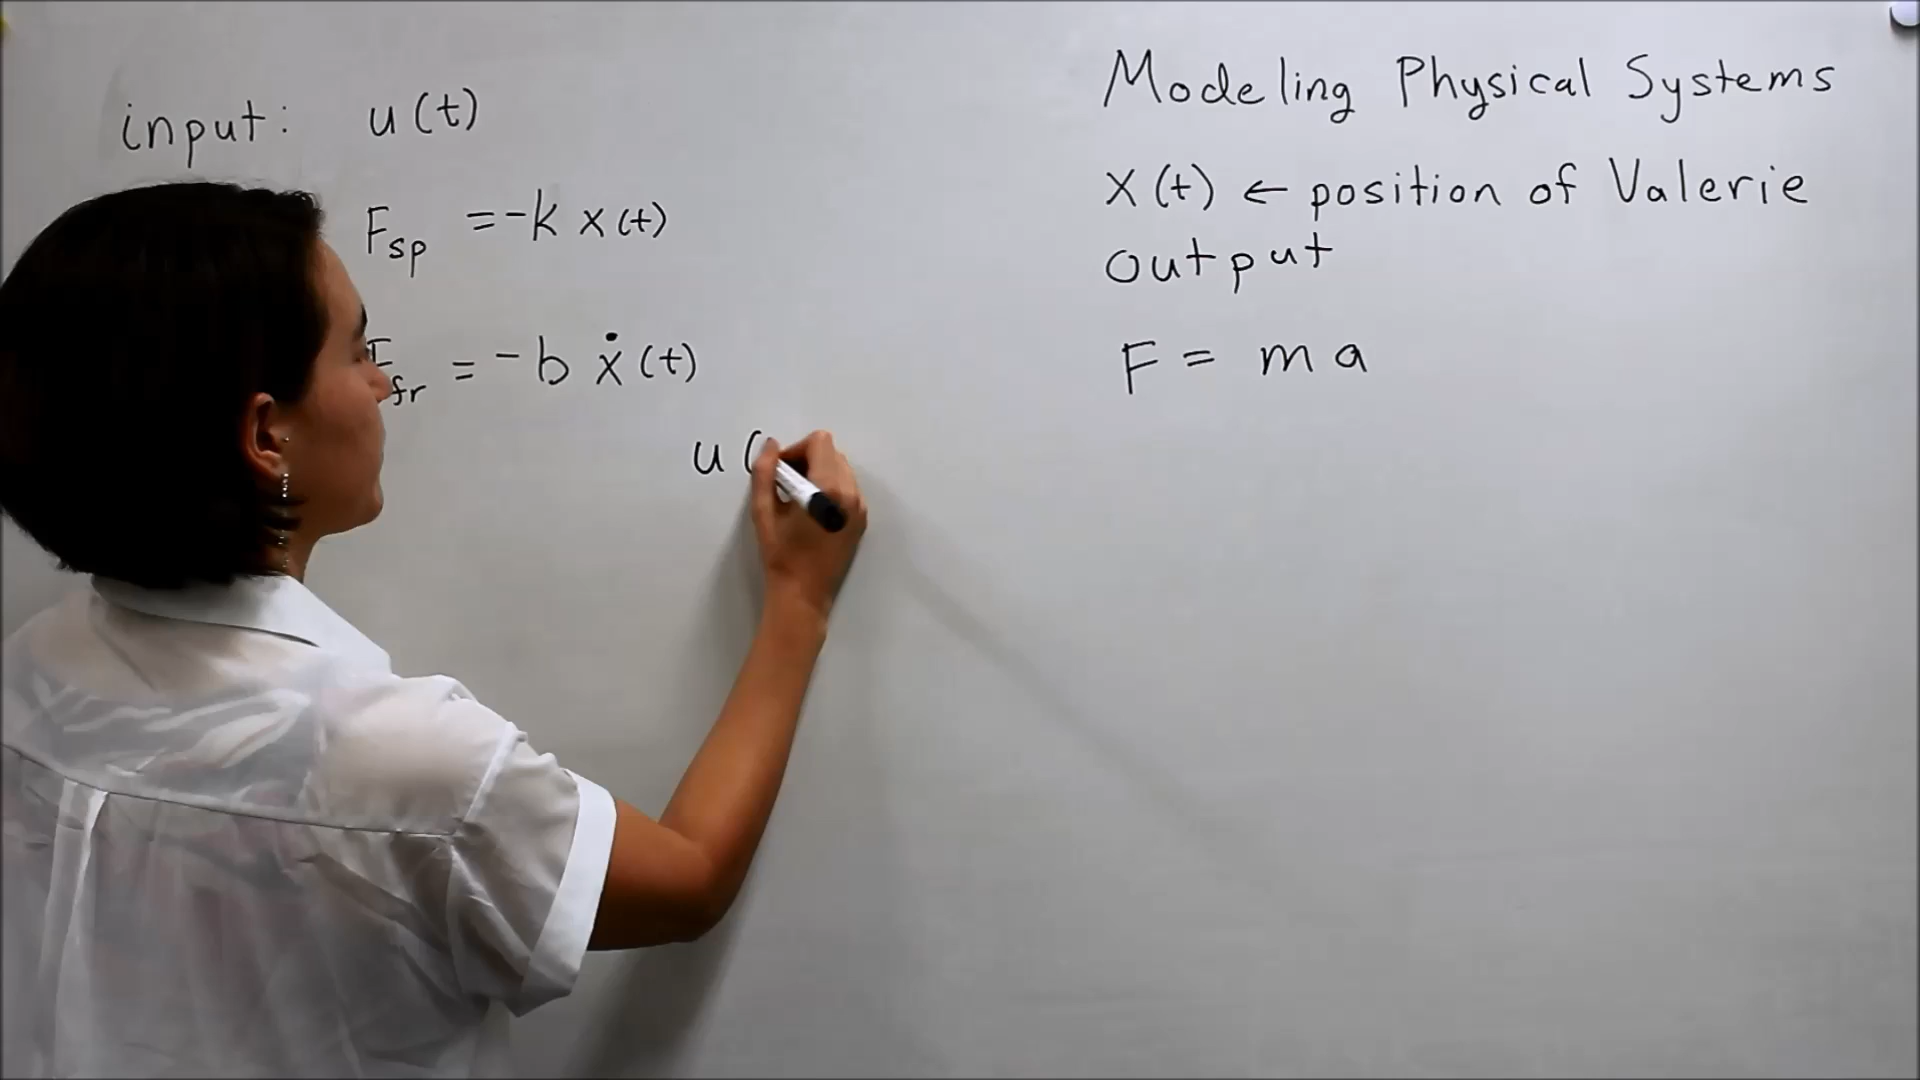 input: u(t)
F_sp = -k x(t)
F_fr = -b ẋ(t)
u(
Modeling Physical Systems
x(t) ← position of Valerie
output
F = ma